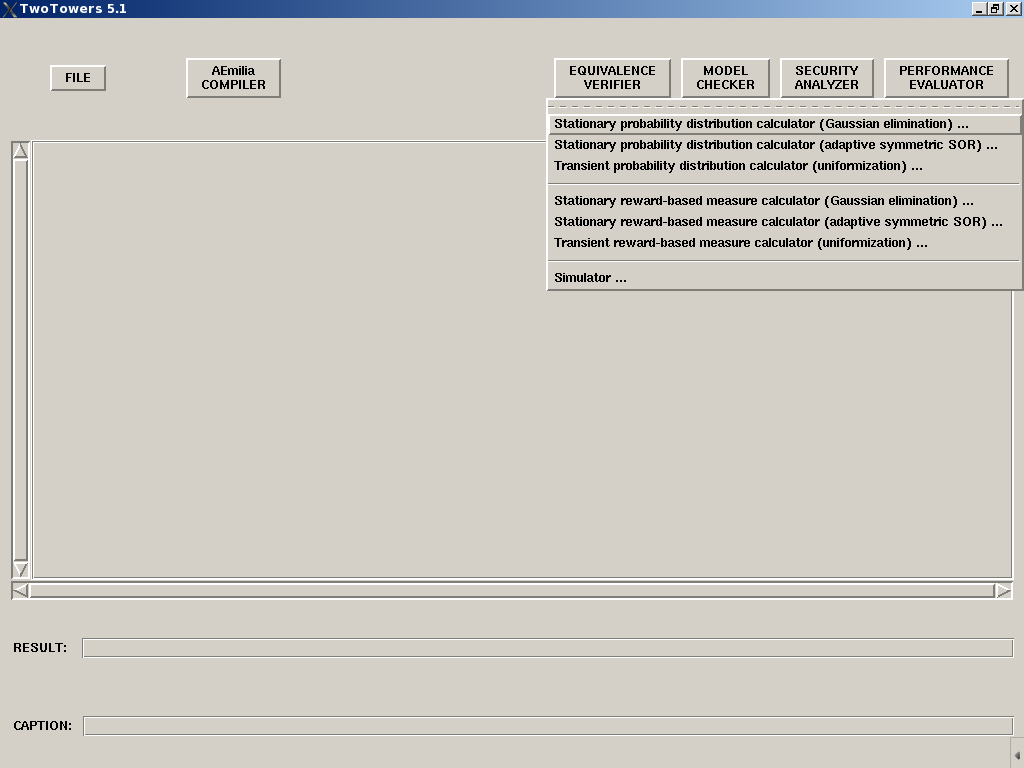 TwoTowers 5.1
FILE
AEmilia
COMPILER
EQUIVALENCE
VERIFIER
MODEL
CHECKER
SECURITY
ANALYZER
PERFORMANCE
EVALUATOR
Stationary probability distribution calculator (Gaussian elimination) ...
Stationary probability distribution calculator (adaptive symmetric SOR) ...
Transient probability distribution calculator (uniformization) ...
Stationary reward-based measure calculator (Gaussian elimination) ...
Stationary reward-based measure calculator (adaptive symmetric SOR) ...
Transient reward-based measure calculator (uniformization) ...
Simulator ...
RESULT:
CAPTION: